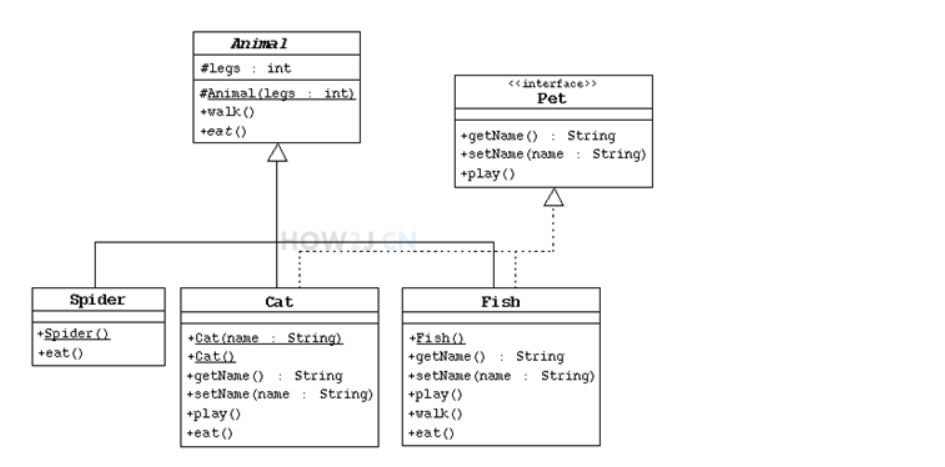 Animal
#legs : int
#Animal(legs : int)
+walk()
+eat()
<<interface>>
Pet
+getName() : String
+setName(name : String)
+play()
HOW2J.CN
Spider
+Spider()
+eat()
Cat
+Cat(name : String)
+Cat()
+getName() : String
+setName(name : String)
+play()
+eat()
Fish
+Fish()
+getName() : String
+setName(name : String)
+play()
+walk()
+eat()